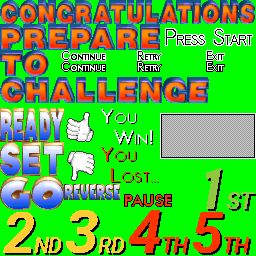 CONGRATULATIONS
PREPARE PRESS START
TO CONTINUE RETRY EXIT
CONTINUE RETRY EXIT
CHALLENGE
READY YOU WIN!
SET YOU LOST...
GO REVERSE PAUSE 1ST
2ND 3RD 4TH 5TH